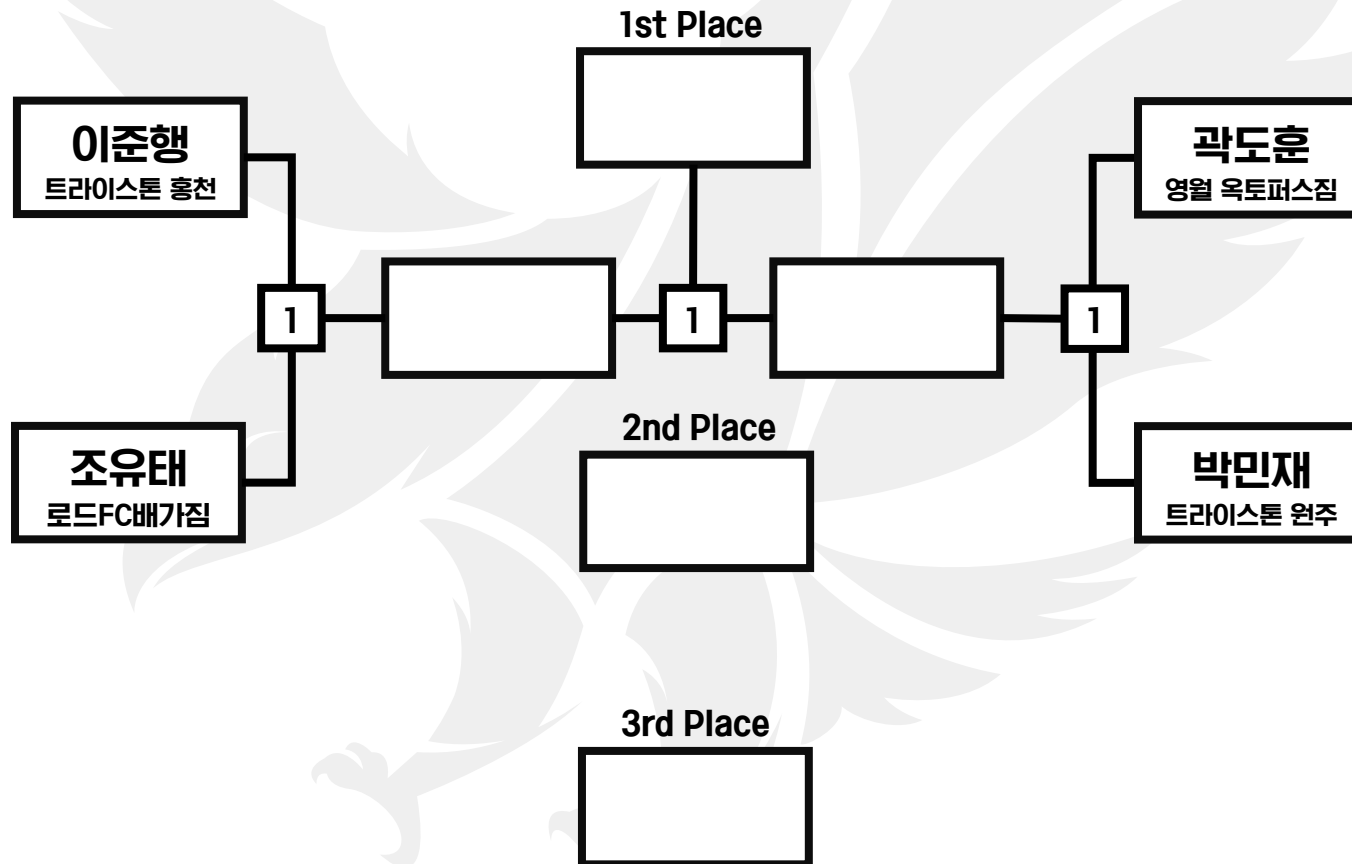 1st Place
이준행
트라이스톤 홍천
곽도훈
영월 옥토퍼스짐
1
1
1
조유태
로드FC배가짐
2nd Place
박민재
트라이스톤 원주
3rd Place